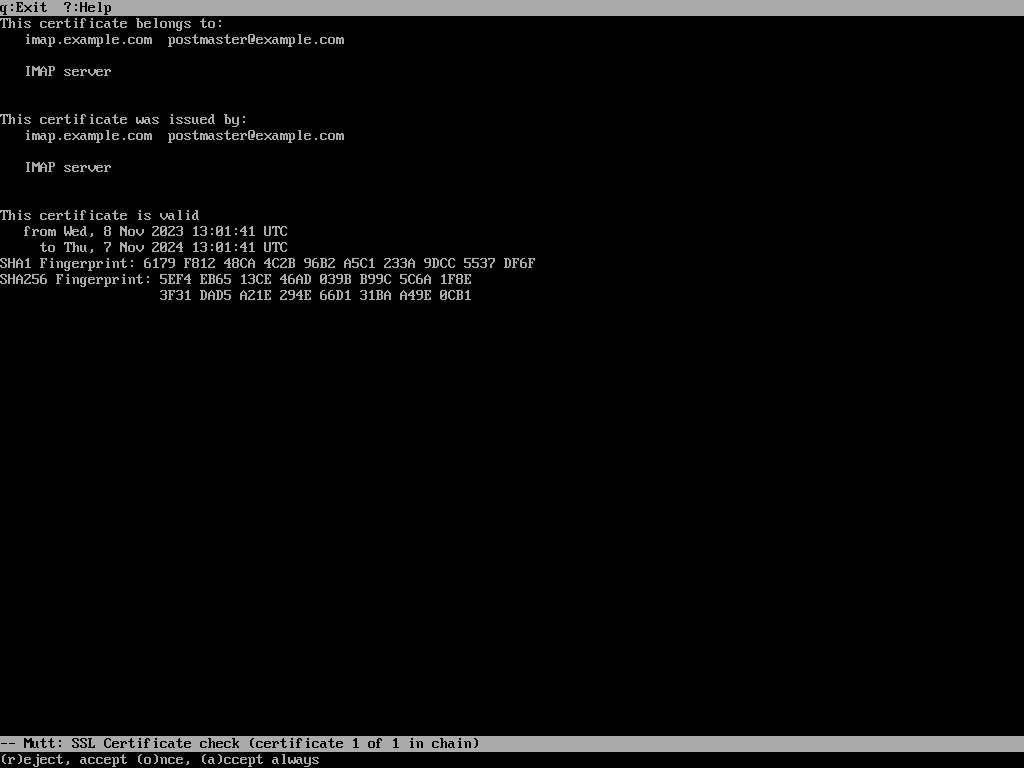 q:Exit  ?:Help
This certificate belongs to:
   imap.example.com  postmaster@example.com
   IMAP server
This certificate was issued by:
   imap.example.com  postmaster@example.com
   IMAP server
This certificate is valid
   from Wed, 8 Nov 2023 13:01:41 UTC
     to Thu, 7 Nov 2024 13:01:41 UTC
SHA1 Fingerprint: 6179 F812 48CA 4C2B 96B2 A5C1 233A 9DCC 5537 DF6F
SHA256 Fingerprint: 5EF4 EB65 13CE 46AD 039B B99C 5C6A 1F8E
                    3F31 DAD5 A21E 294E 66D1 31BA A49E 0CB1
-- Mutt: SSL Certificate check (certificate 1 of 1 in chain)
(r)eject, accept (o)nce, (a)ccept always